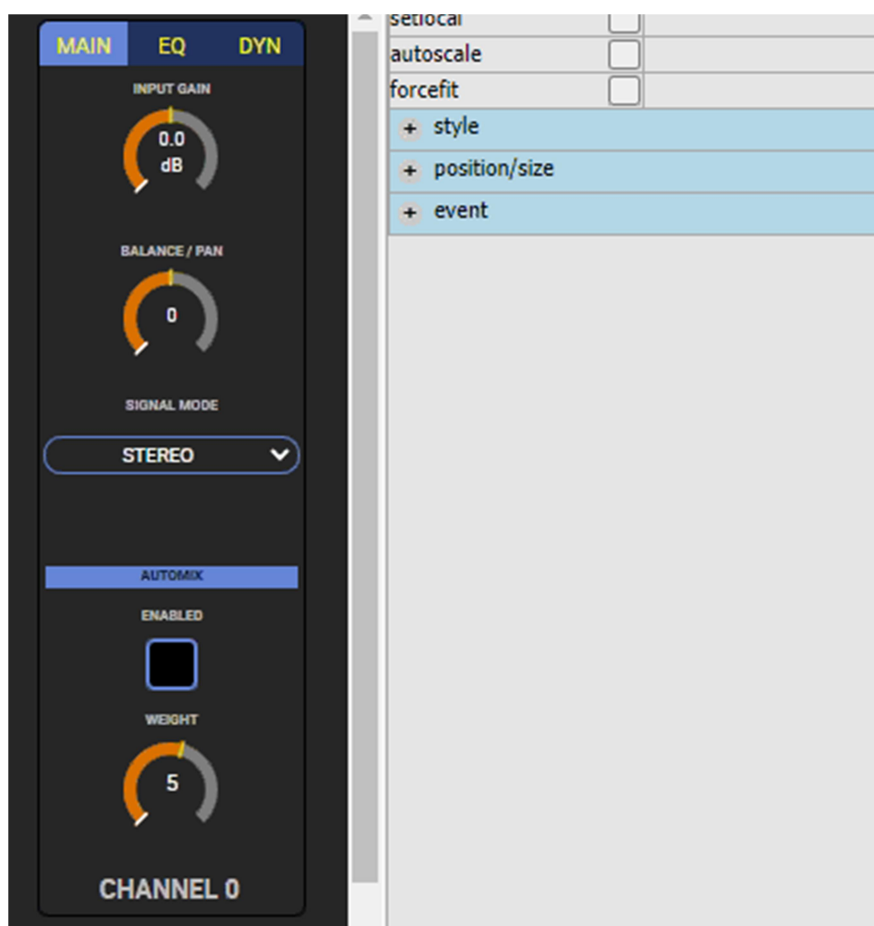 MAIN EQ DYN
INPUT GAIN
0.0
dB
BALANCE / PAN
0
SIGNAL MODE
STEREO
AUTOMIX
ENABLED
WEIGHT
5
CHANNEL 0
setlocal
autoscale
forcefit
+ style
+ position/size
+ event